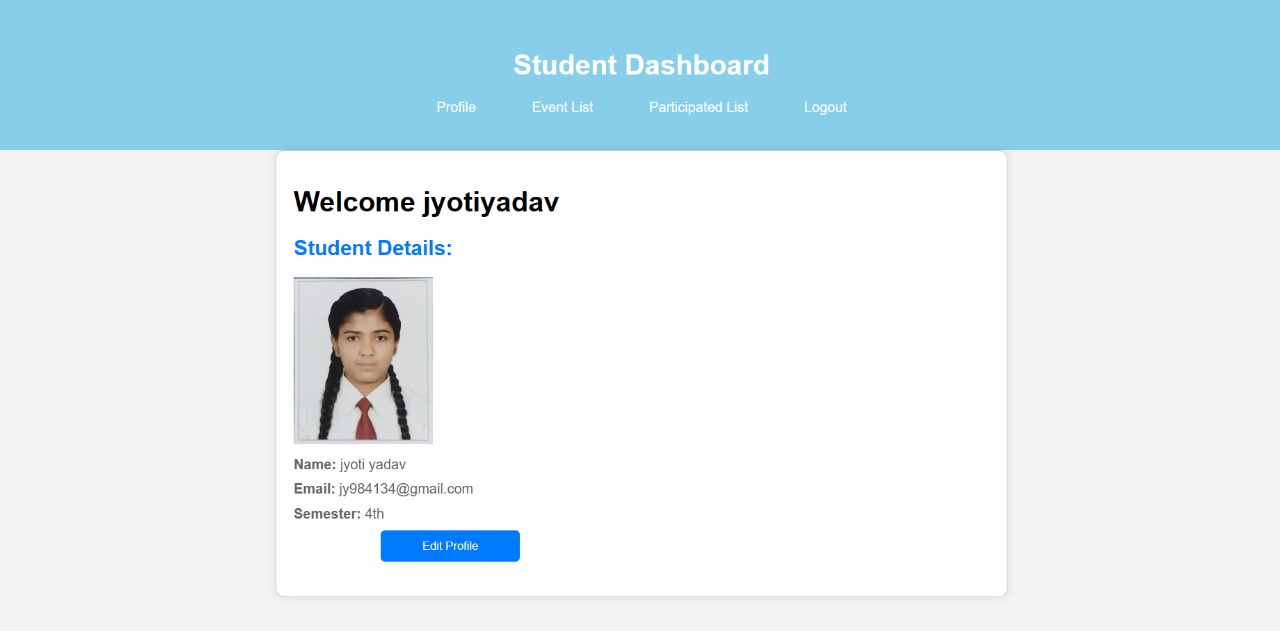 Student Dashboard
Profile Event List Participated List Logout
Welcome jyotiyadav
Student Details:
Name: jyoti yadav
Email: jy984134@gmail.com
Semester: 4th
Edit Profile